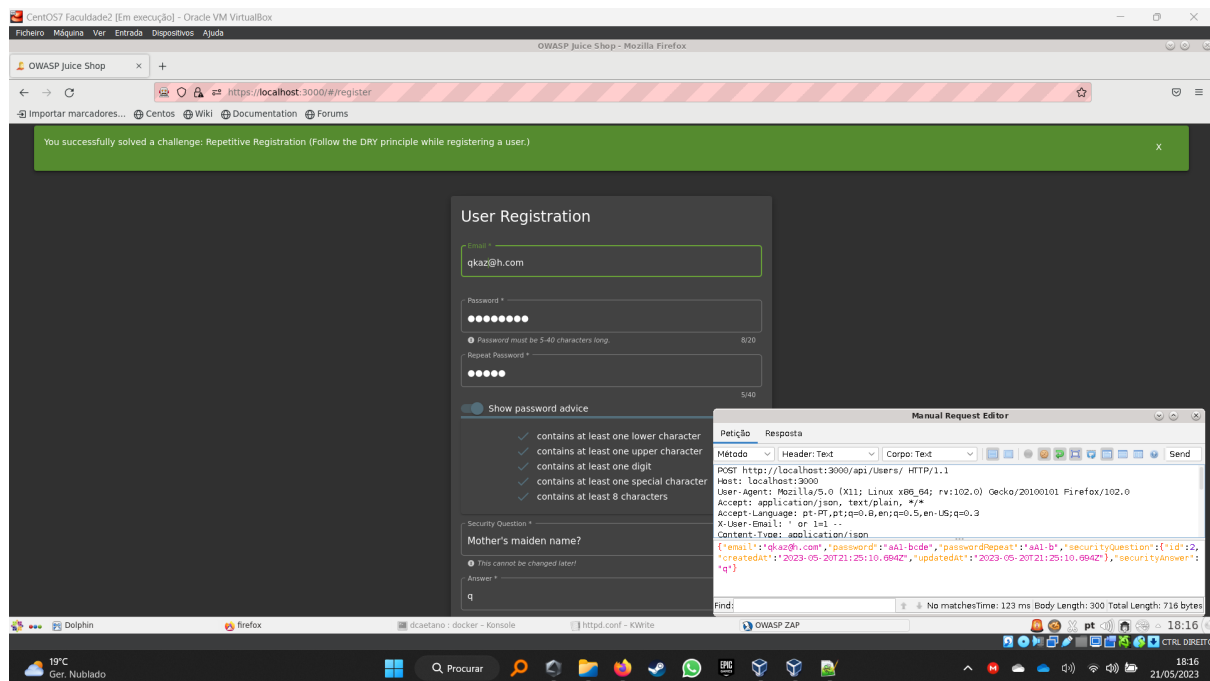 CentOS7 Faculdade2 [Em execução] - Oracle VM VirtualBox
Ficheiro Máquina Ver Entrada Dispositivos Ajuda
OWASP Juice Shop - Mozilla Firefox
OWASP Juice Shop
https://localhost:3000/#/register
Importar marcadores... Centos Wiki Documentation Forums
You successfully solved a challenge: Repetitive Registration (Follow the DRY principle while registering a user.)
X
User Registration
Email *
qkaz@h.com
Password *
Password must be 5-40 characters long. 8/20
Repeat Password *
5/40
Show password advice
contains at least one lower character
contains at least one upper character
contains at least one digit
contains at least one special character
contains at least 8 characters
Security Question *
Mother's maiden name?
This cannot be changed later!
Answer *
q
Manual Request Editor
Petição Resposta
Método Header: Text Corpo: Text Send
POST http://localhost:3000/api/Users/ HTTP/1.1
Host: localhost:3000
User-Agent: Mozilla/5.0 (X11; Linux x86_64; rv:102.0) Gecko/20100101 Firefox/102.0
Accept: application/json, text/plain, */*
Accept-Language: pt-PT,pt;q=0.8,en;q=0.5,en-US;q=0.3
X-User-Email: ' or 1=1 --
Content-Type: application/json
{"email":"qkaz@h.com","password":"aA1-bcde","passwordRepeat":"aA1-b","securityQuestion":{"id":2,
"createdAt":"2023-05-20T21:25:10.694Z","updatedAt":"2023-05-20T21:25:10.694Z"},"securityAnswer":
"q"}
Find: No matches Time: 123 ms Body Length: 300 Total Length: 716 bytes
Dolphin firefox dcaetano : docker - Konsole httpd.conf - KWrite OWASP ZAP pt 18:16
CTRL DIREITO
19°C
Ger. Nublado
Procurar
EPIC
GAMES
18:16
21/05/2023